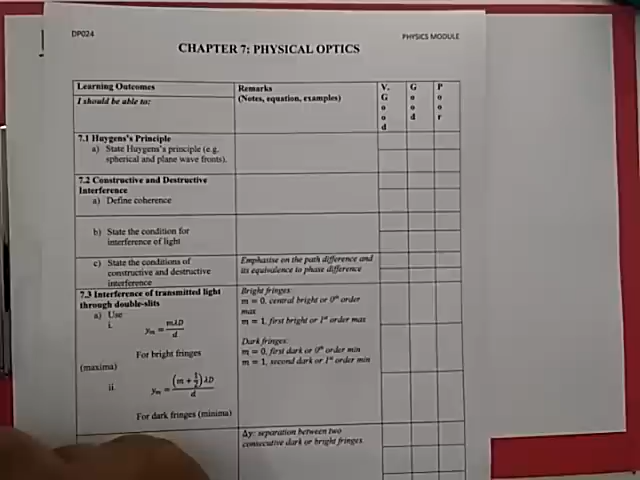 DP024
PHYSICS MODULE
CHAPTER 7: PHYSICAL OPTICS
Learning Outcomes
I should be able to:
Remarks
(Notes, equation, examples)
V. Good
Good
Poor
7.1 Huygens's Principle
a) State Huygens's principle (e.g.
spherical and plane wave fronts).
7.2 Constructive and Destructive
Interference
a) Define coherence
b) State the condition for
interference of light
c) State the conditions of
constructive and destructive
interference
Emphasise on the path difference and
its equivalence to phase difference
7.3 Interference of transmitted light
through double-slits
a) Use
i.
yₘ = mλD / d
For bright fringes
(maxima)
ii.
yₘ = (m + ½)λD / d
For dark fringes (minima)
Bright fringes:
m = 0, central bright or 0ᵗʰ order
max
m = 1, first bright or 1ˢᵗ order max
Dark fringes:
m = 0, first dark or 0ᵗʰ order min
m = 1, second dark or 1ˢᵗ order min
Δy: separation between two
consecutive dark or bright fringes